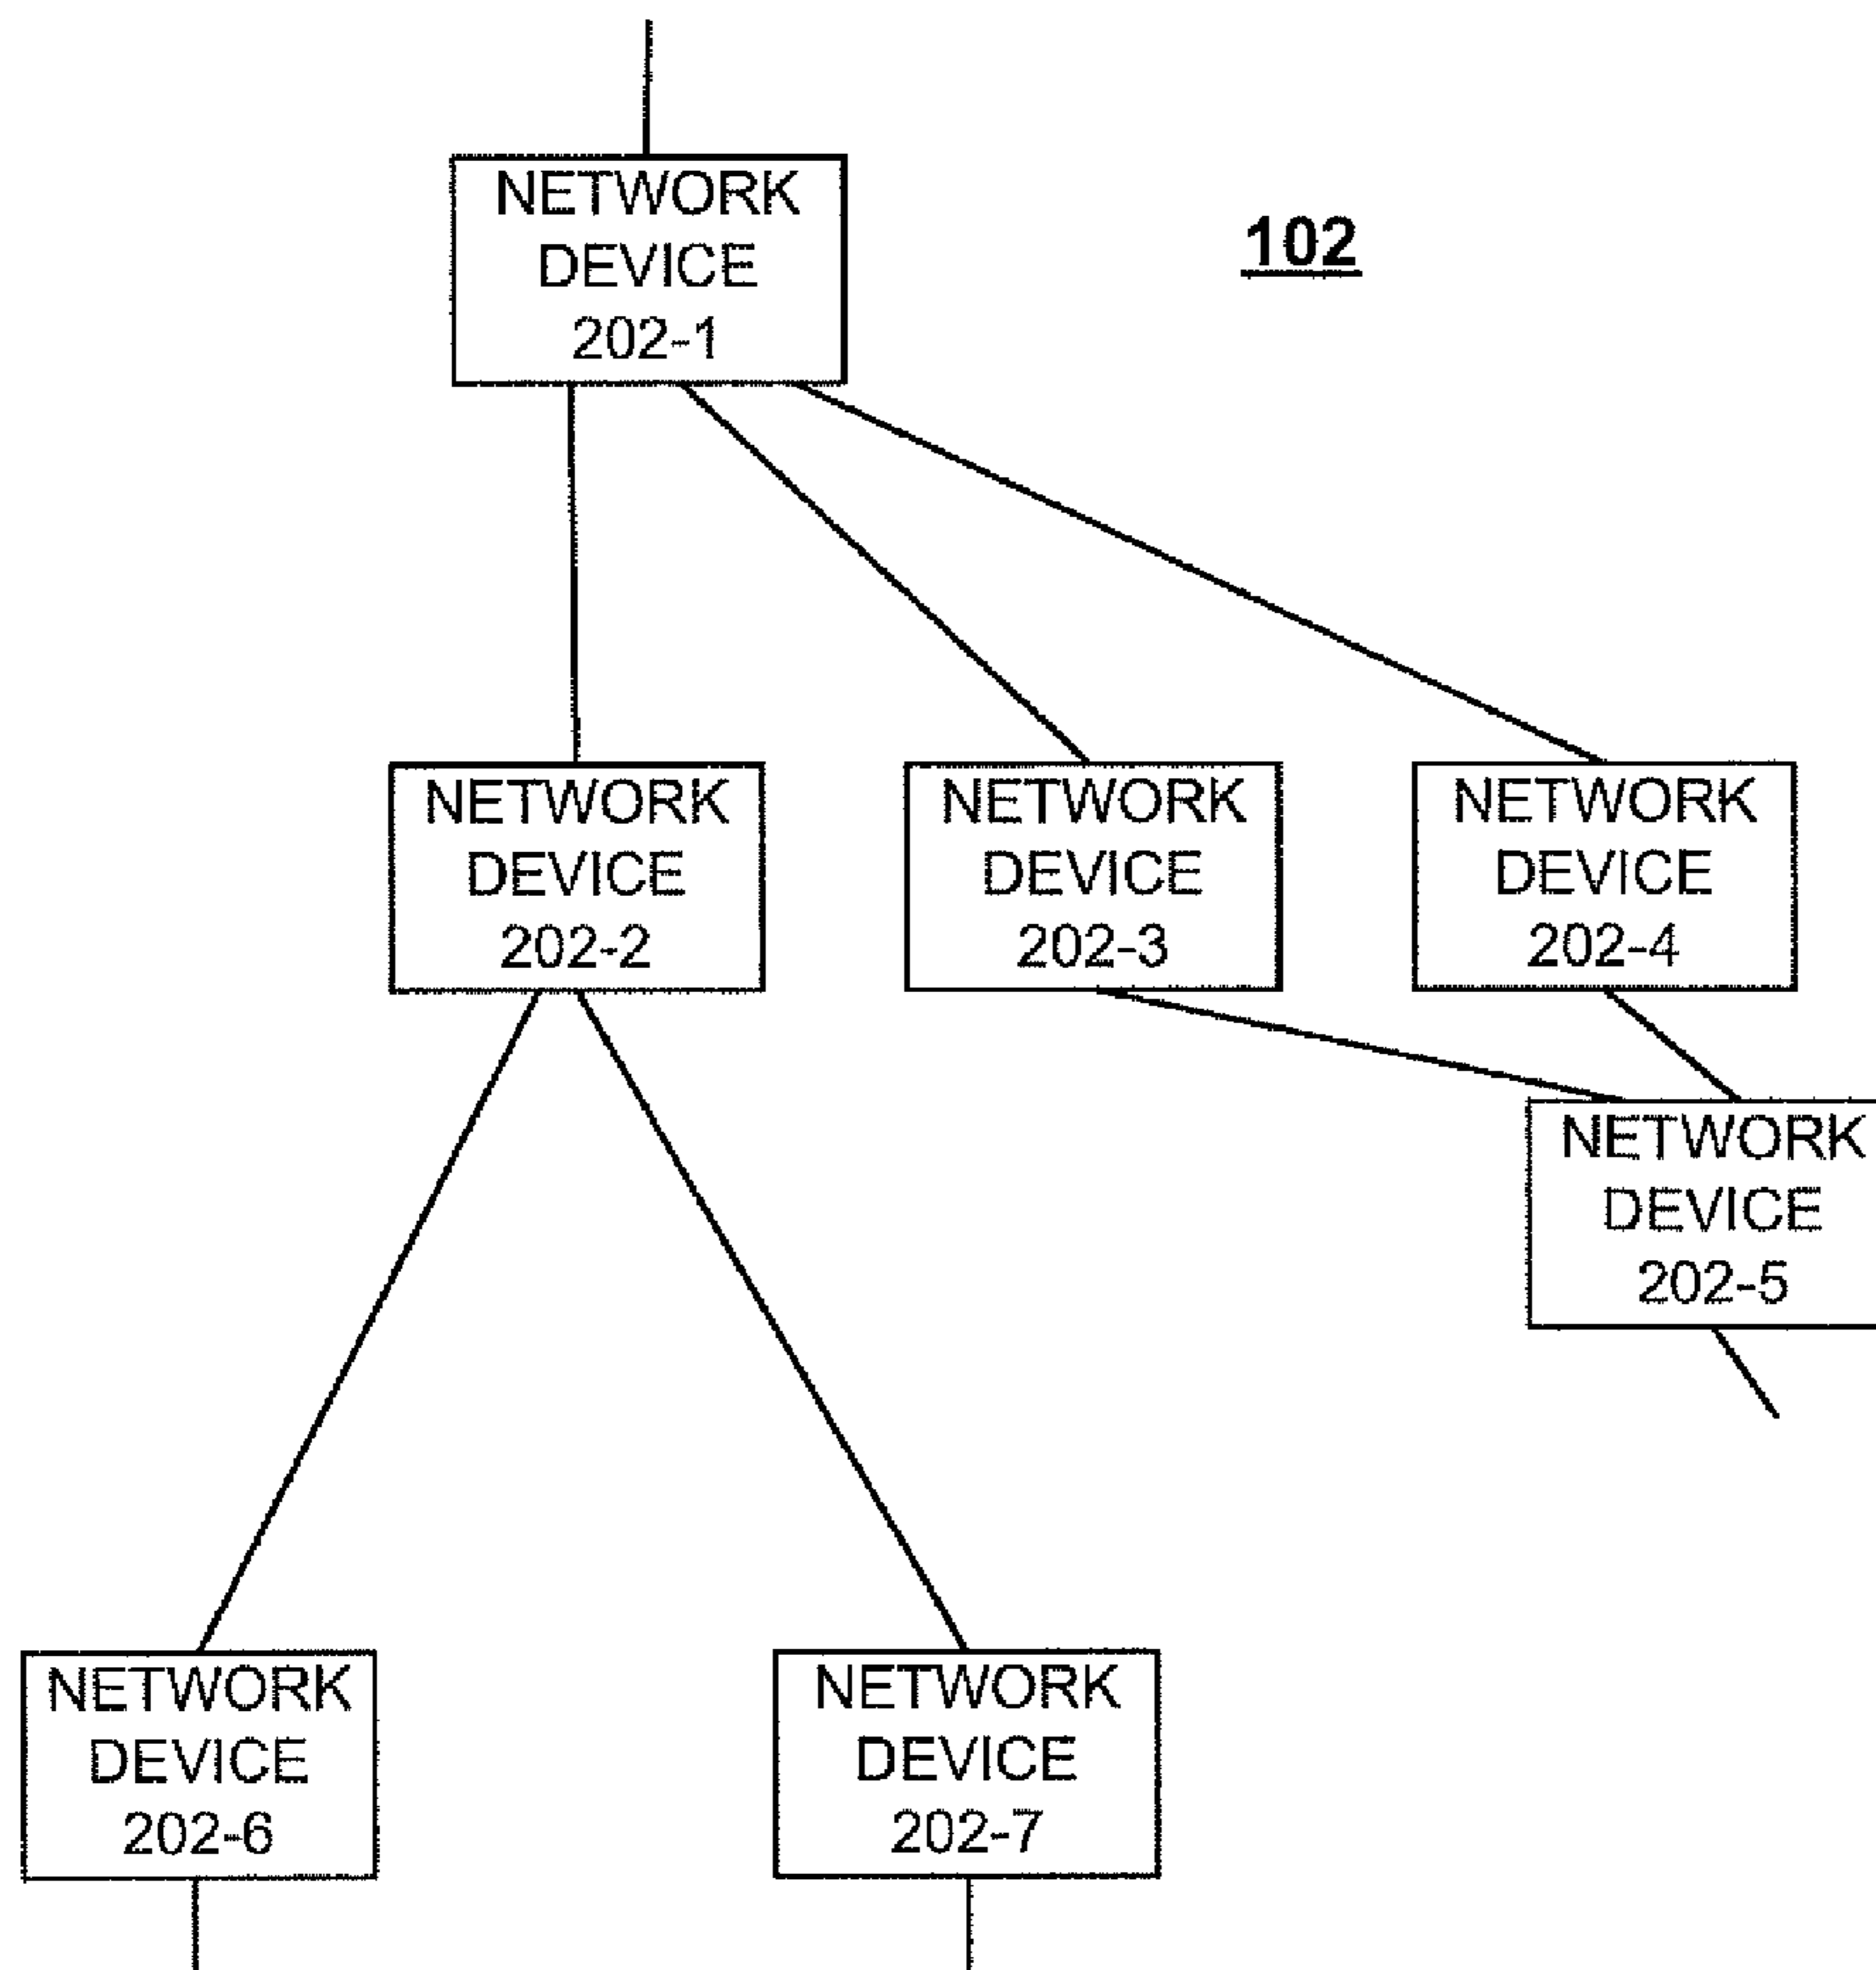 NETWORK
DEVICE
202-1
102
NETWORK
DEVICE
202-2
NETWORK
DEVICE
202-3
NETWORK
DEVICE
202-4
NETWORK
DEVICE
202-5
NETWORK
DEVICE
202-6
NETWORK
DEVICE
202-7